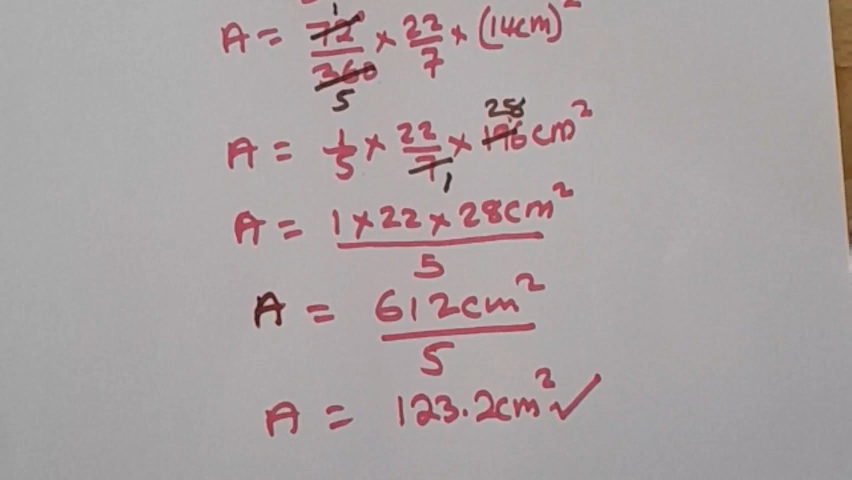 A = 72°/360 × 22/7 × (14cm)² 1 5
A = 1/5 × 22/7 × 196cm² 28 1
A = 1×22×28cm²/5
A = 612cm²/5
A = 123.2cm² ✓